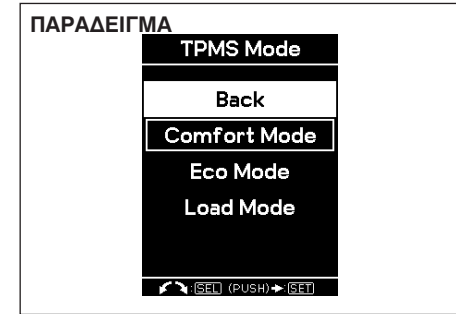 ΠΑΡΑΔΕΙΓΜΑ
TPMS Mode
Back
Comfort Mode
Eco Mode
Load Mode
:SEL (PUSH)➔:SET